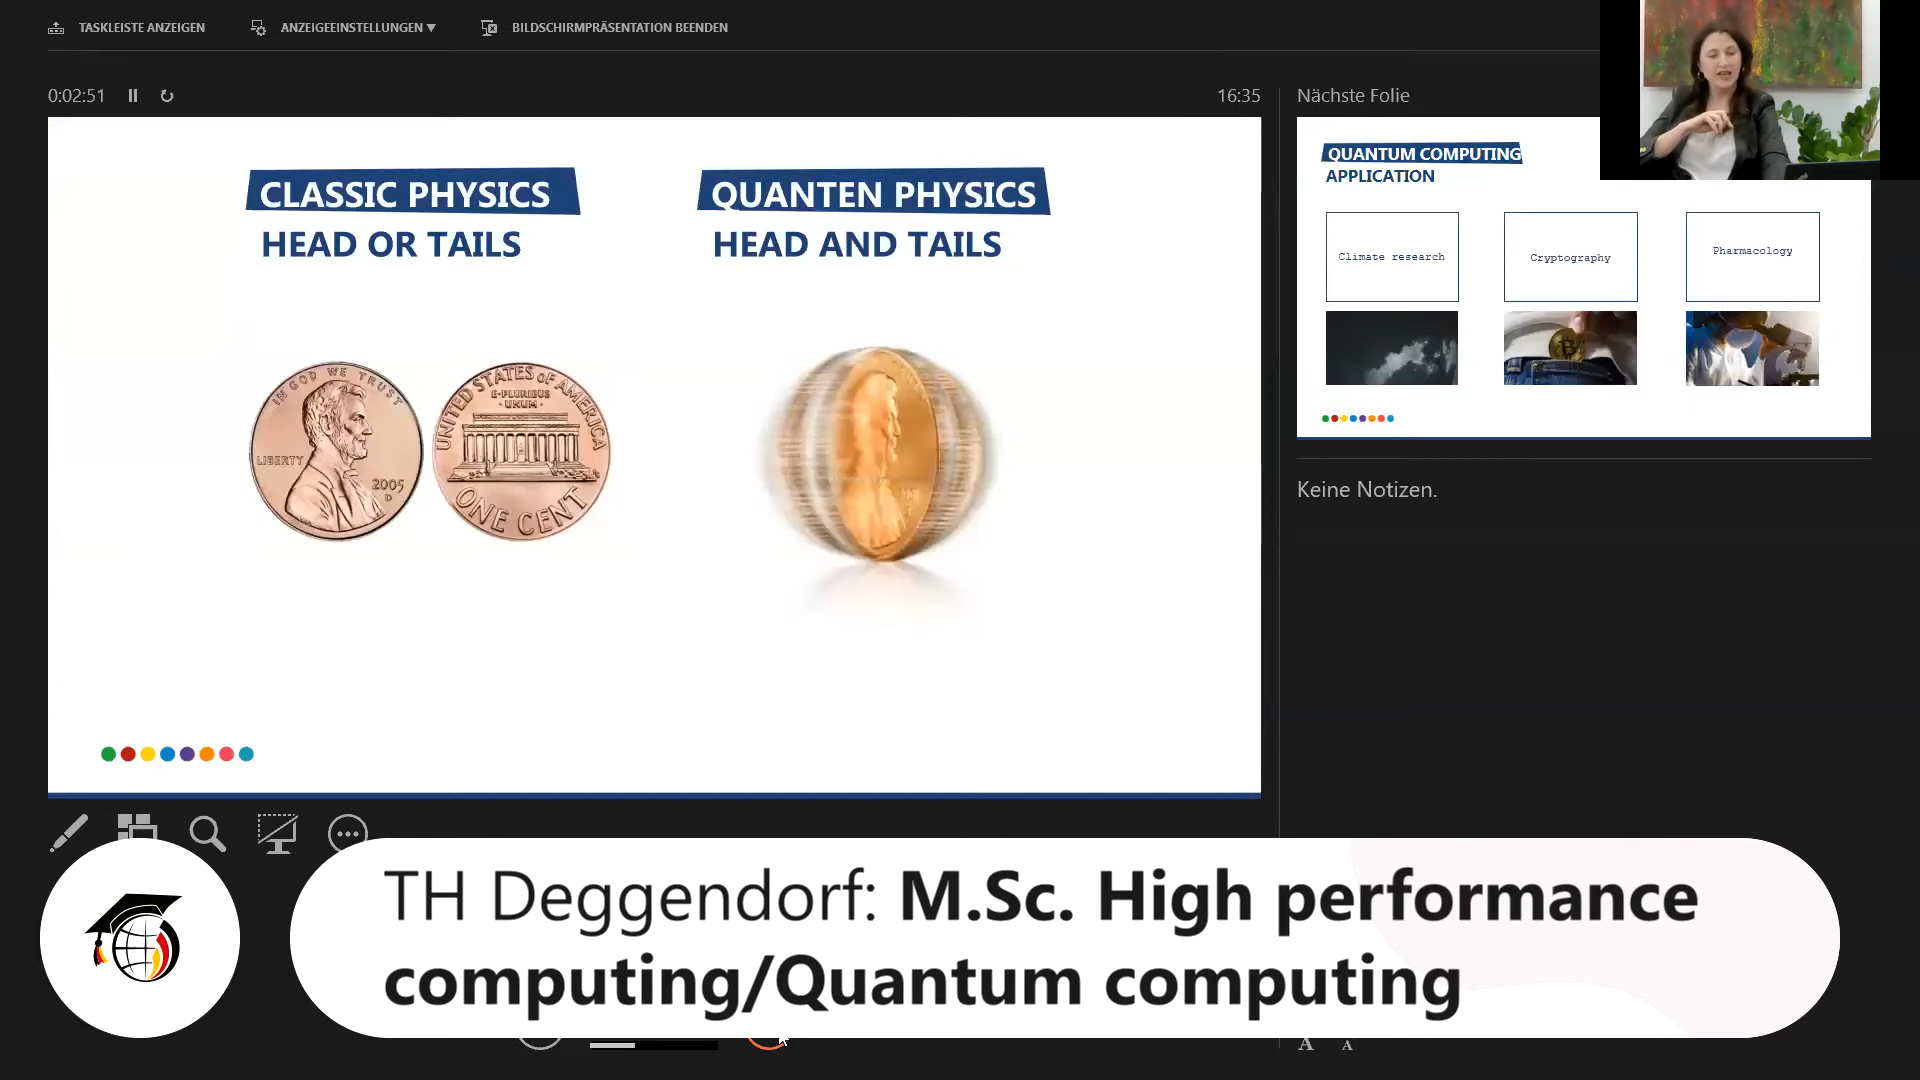 TASKLEISTE ANZEIGEN
ANZEIGEEINSTELLUNGEN ▼
BILDSCHIRMPRÄSENTATION BEENDEN
0:02:51
16:35
Nächste Folie
CLASSIC PHYSICS
HEAD OR TAILS
QUANTEN PHYSICS
HEAD AND TAILS
IN GOD WE TRUST
LIBERTY
2005
D
UNITED STATES OF AMERICA
E·PLURIBUS
·UNUM·
ONE CENT
QUANTUM COMPUTING
APPLICATION
Climate research
Cryptography
Pharmacology
Keine Notizen.
TH Deggendorf: M.Sc. High performance
computing/Quantum computing
A A